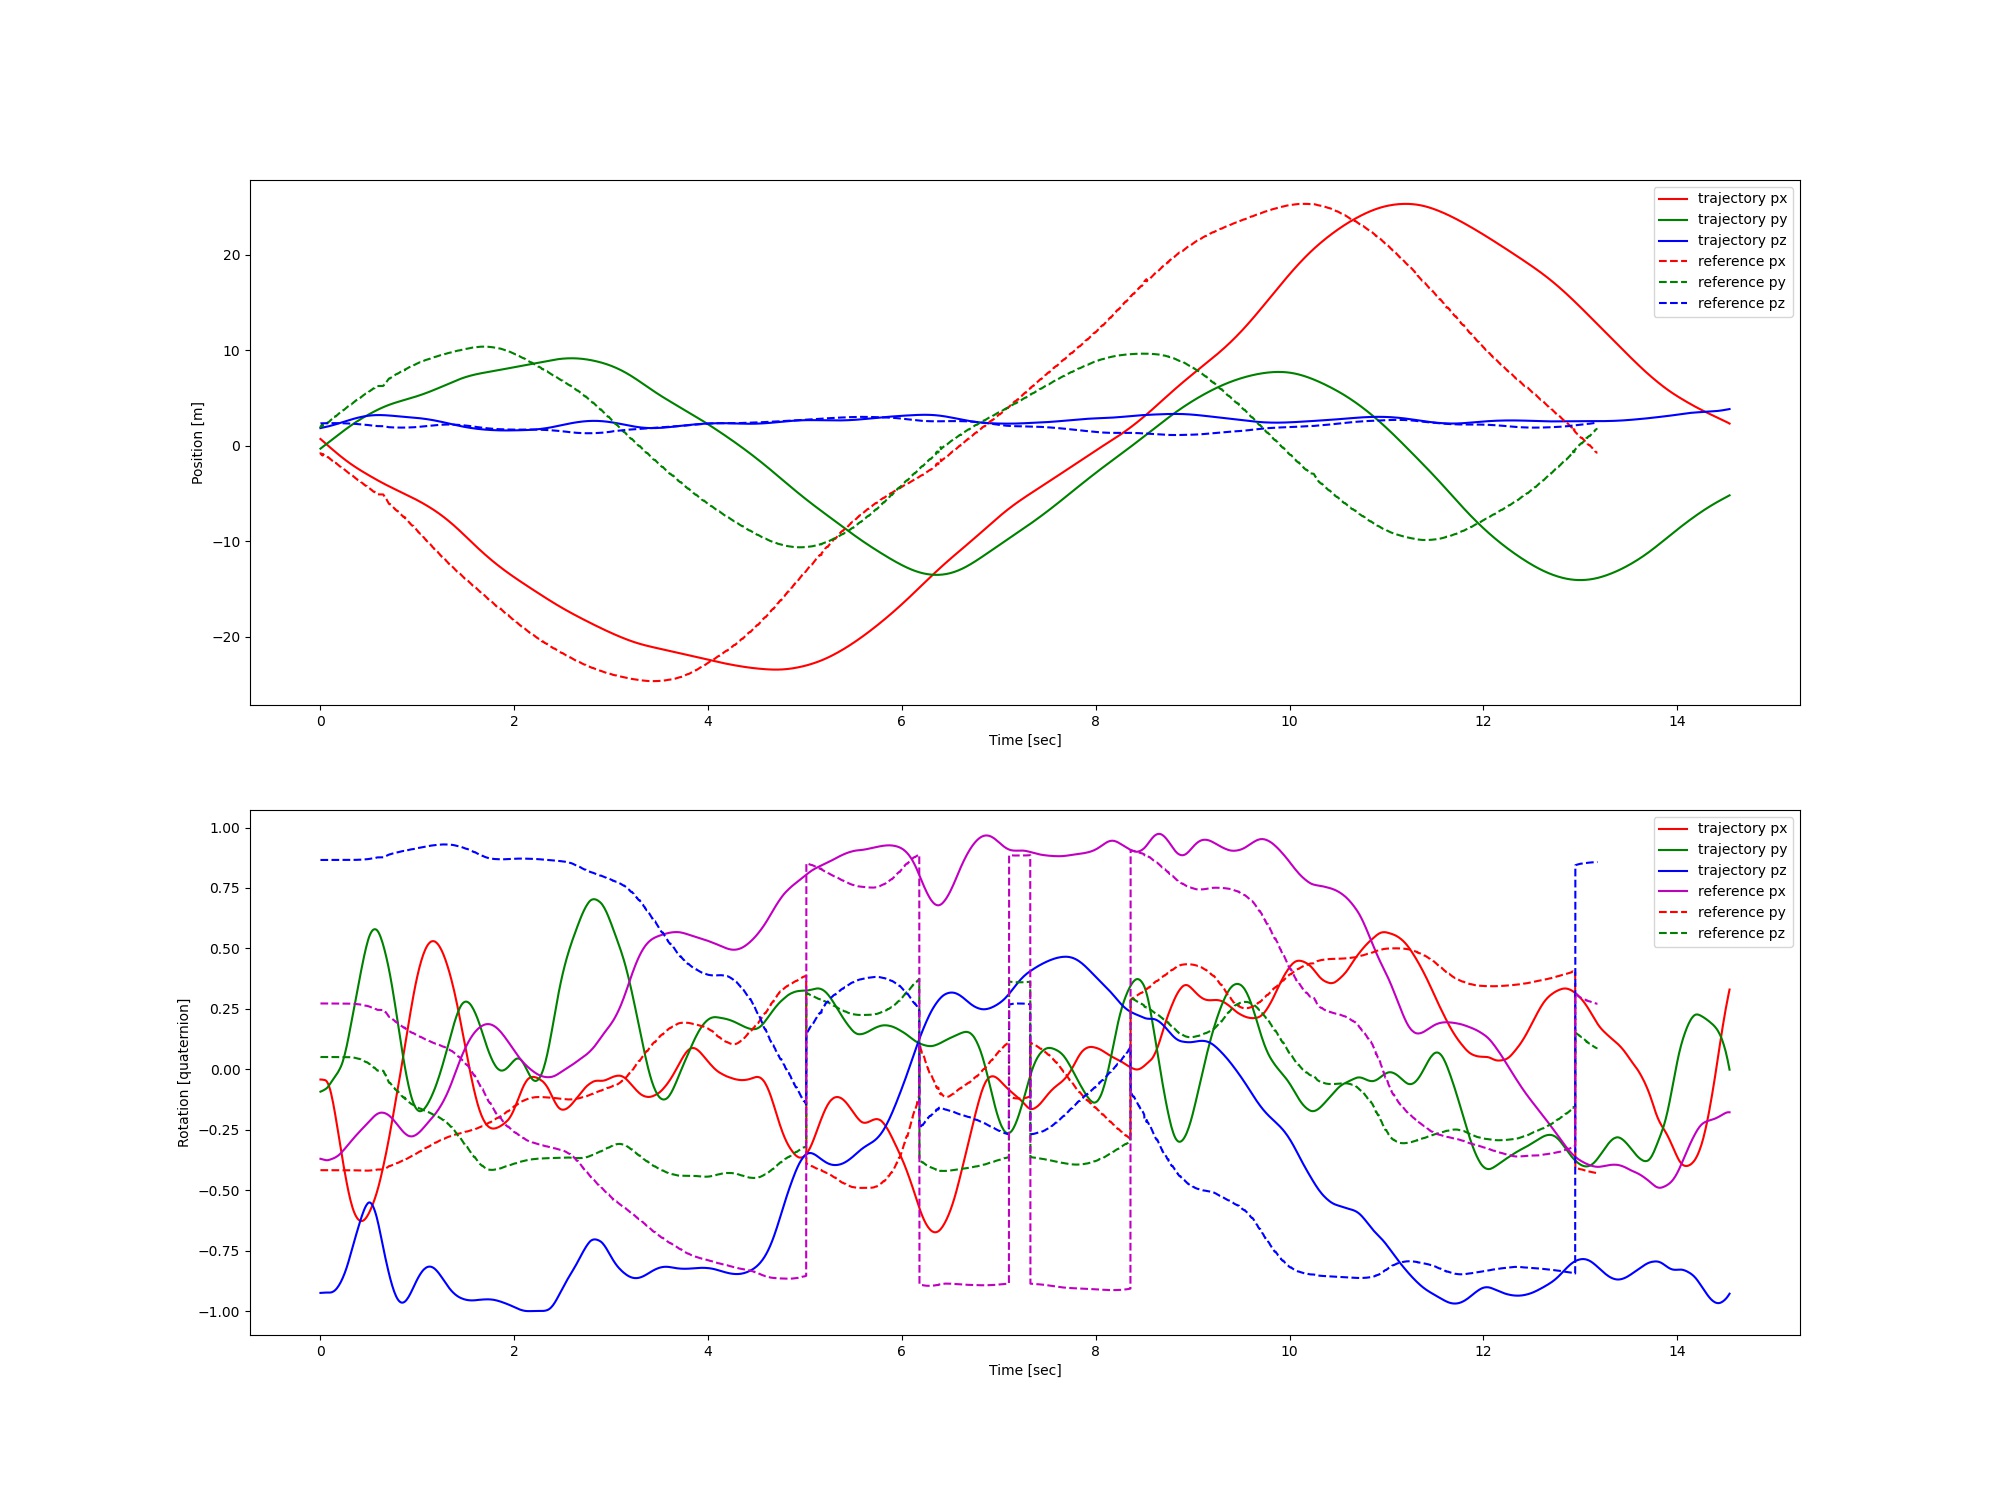 trajectory px
trajectory py
trajectory pz
reference px
reference py
reference pz
20
10
0
−10
−20
Position [m]
0 2 4 6 8 10 12 14
Time [sec]
trajectory px
trajectory py
trajectory pz
reference px
reference py
reference pz
1.00
0.75
0.50
0.25
0.00
−0.25
−0.50
−0.75
−1.00
Rotation [quaternion]
0 2 4 6 8 10 12 14
Time [sec]